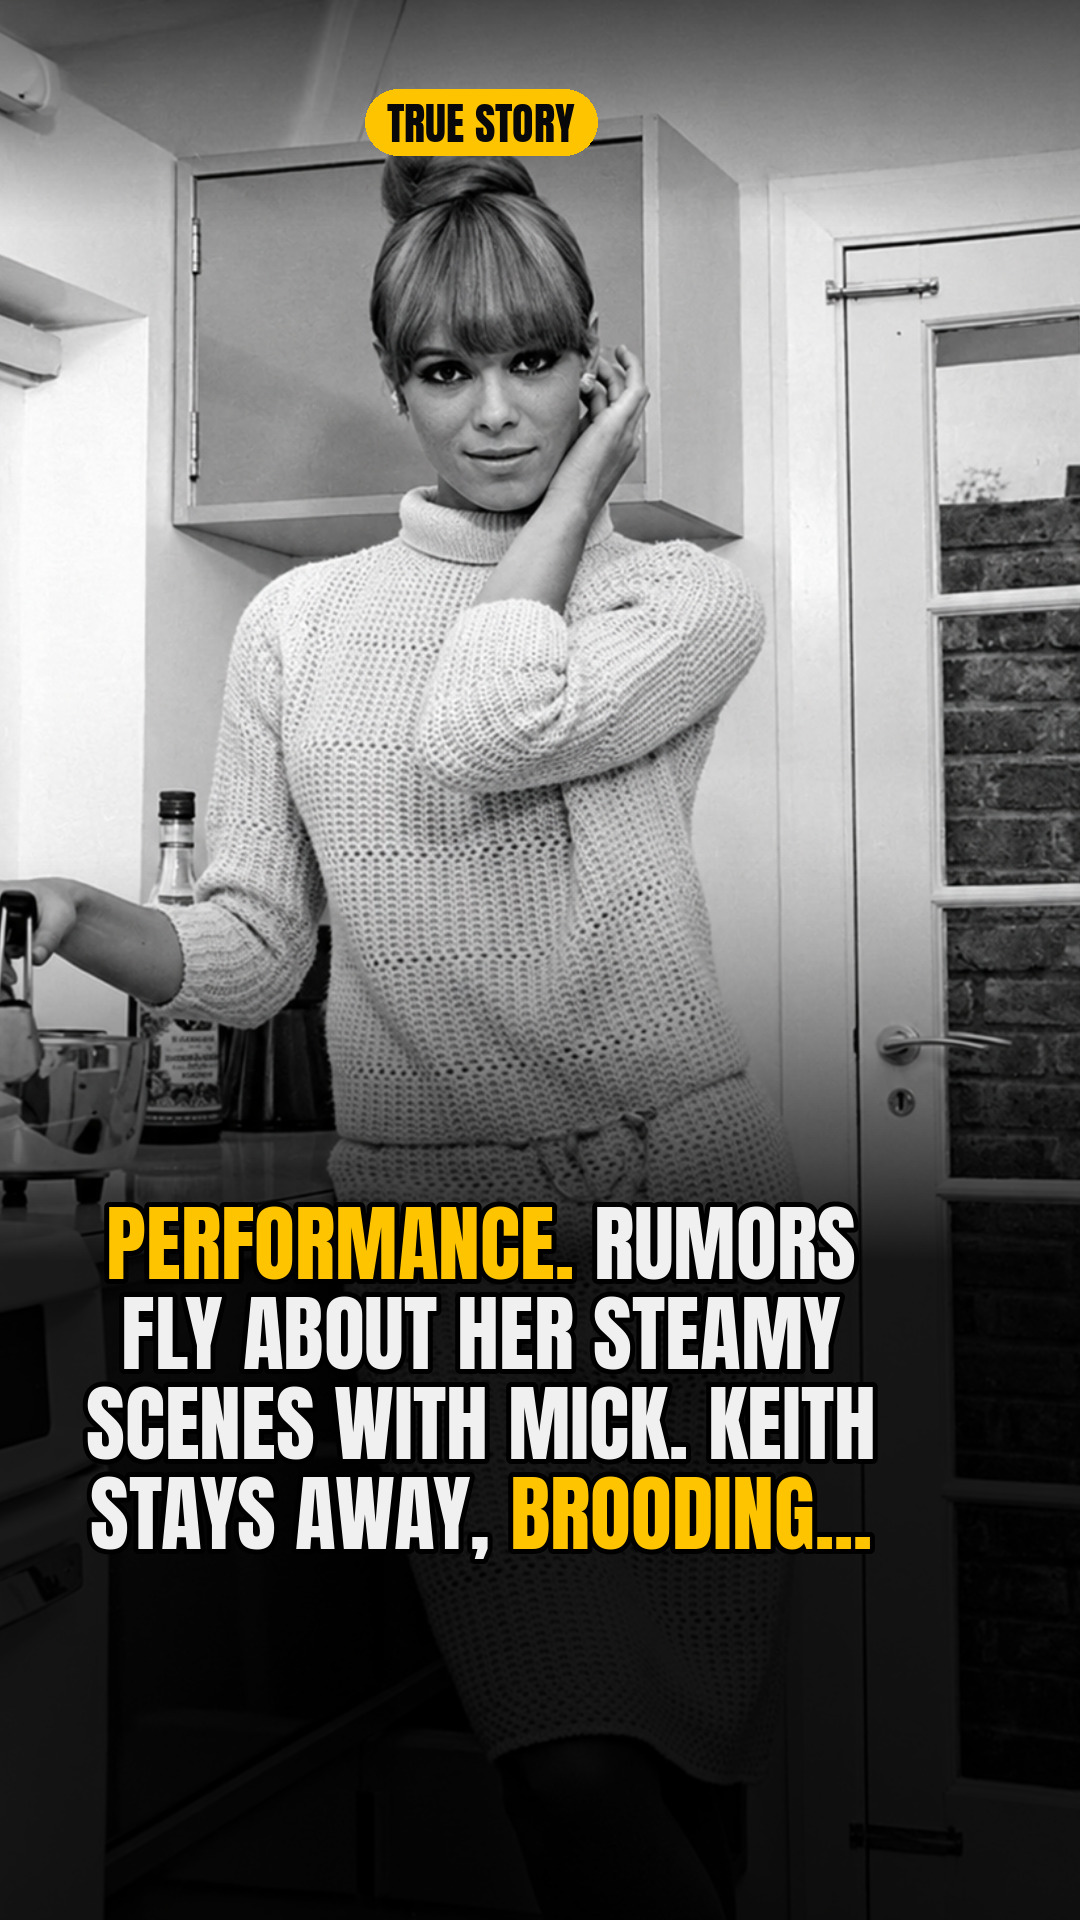 TRUE STORY
PERFORMANCE. RUMORS
FLY ABOUT HER STEAMY
SCENES WITH MICK. KEITH
STAYS AWAY, BROODING...